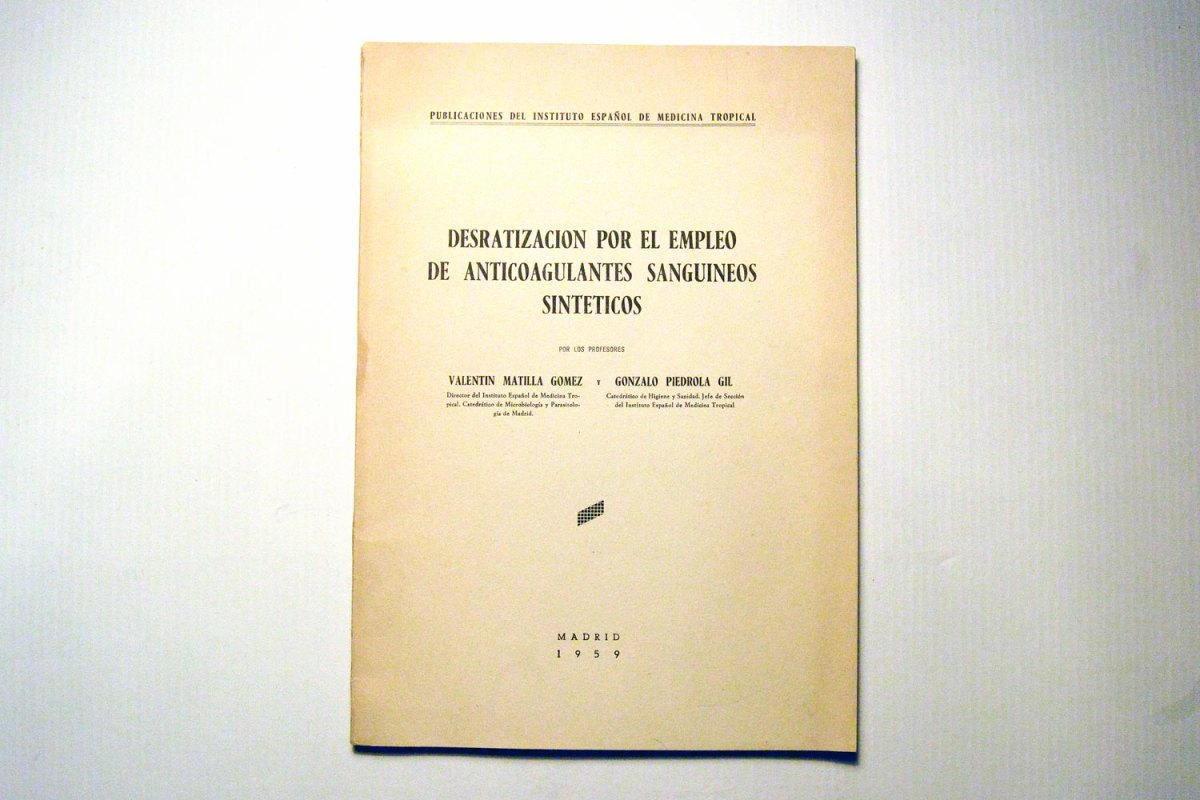 PUBLICACIONES DEL INSTITUTO ESPAÑOL DE MEDICINA TROPICAL
DESRATIZACION POR EL EMPLEO
DE ANTICOAGULANTES SANGUINEOS
SINTETICOS
POR LOS PROFESORES
VALENTIN MATILLA GOMEZ Y GONZALO PIEDROLA GIL
Director del Instituto Español de Medicina Tro-
pical. Catedrático de Microbiología y Parasitolo-
gía de Madrid.
Catedrático de Higiene y Sanidad. Jefe de Sección
del Instituto Español de Medicina Tropical
MADRID
1959